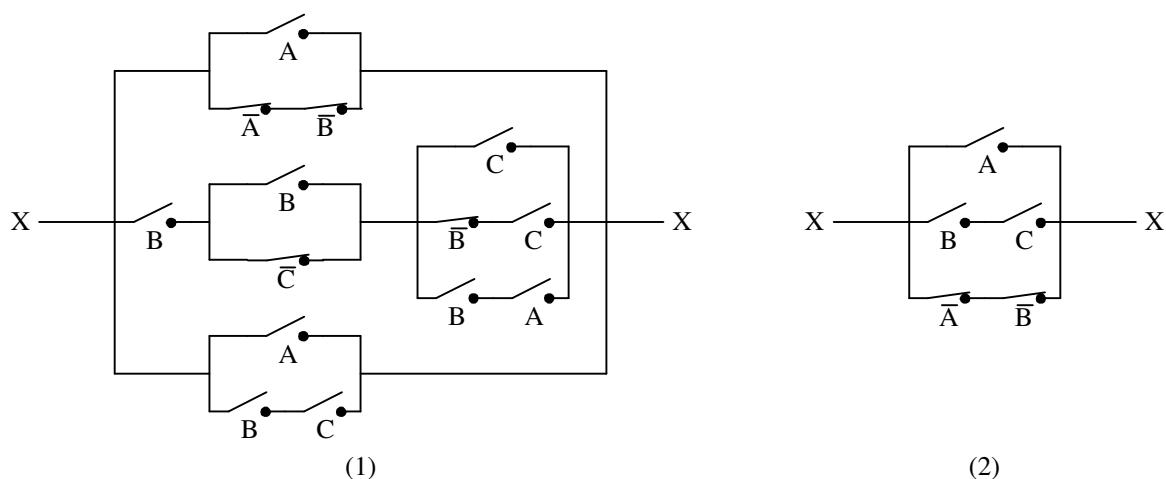 A
A̅ B̅
C
X B B B̅ C X
C̅
B A
A
B C
(1)
A
X B C X
A̅ B̅
(2)